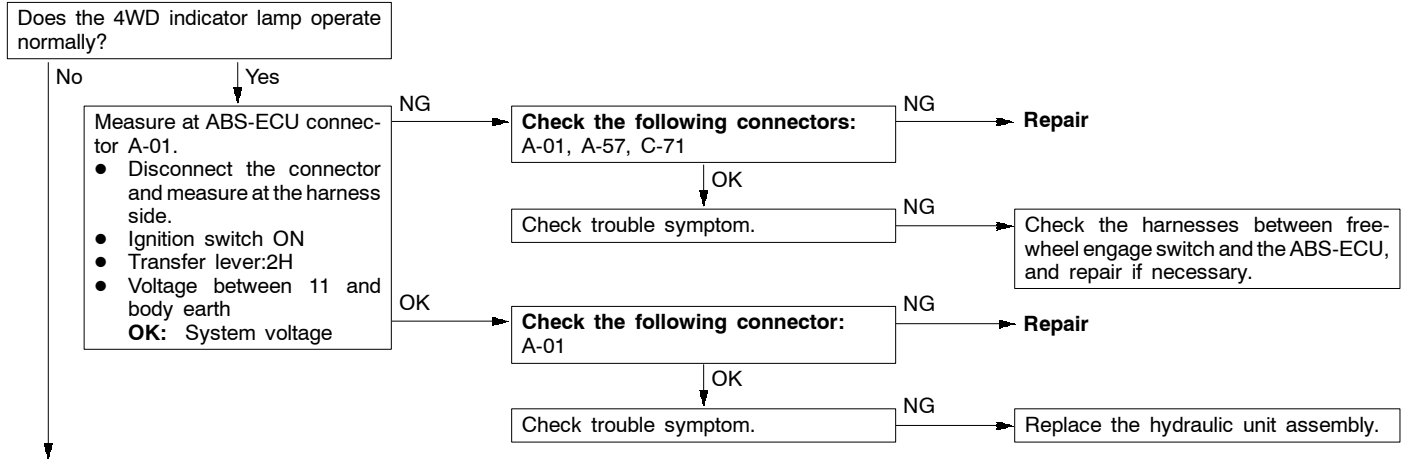 Does the 4WD indicator lamp operate
normally?
No
Yes
Measure at ABS-ECU connec-
tor A-01.
● Disconnect the connector
and measure at the harness
side.
● Ignition switch ON
● Transfer lever:2H
● Voltage between 11 and
body earth
OK: System voltage
NG
Check the following connectors:
A-01, A-57, C-71
NG
Repair
OK
Check trouble symptom.
NG
Check the harnesses between free-
wheel engage switch and the ABS-ECU,
and repair if necessary.
OK
Check the following connector:
A-01
NG
Repair
OK
Check trouble symptom.
NG
Replace the hydraulic unit assembly.